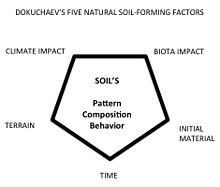 DOKUCHAEV'S FIVE NATURAL SOIL-FORMING FACTORS
CLIMATE IMPACT
BIOTA IMPACT
SOIL'S
Pattern
Composition
Behavior
TERRAIN
INITIAL
MATERIAL
TIME